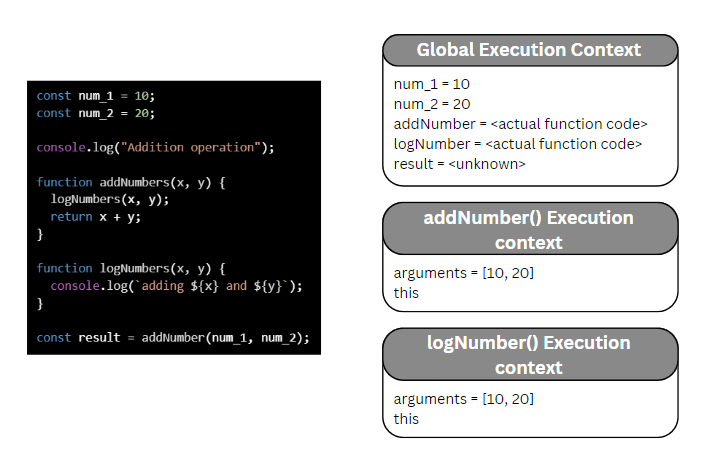 const num_1 = 10;
const num_2 = 20;
console.log("Addition operation");
function addNumbers(x, y) {
logNumbers(x, y);
return x + y;
}
function logNumbers(x, y) {
console.log(`adding ${x} and ${y}`);
}
const result = addNumber(num_1, num_2);
Global Execution Context
num_1 = 10
num_2 = 20
addNumber = <actual function code>
logNumber = <actual function code>
result = <unknown>
addNumber() Execution
context
arguments = [10, 20]
this
logNumber() Execution
context
arguments = [10, 20]
this